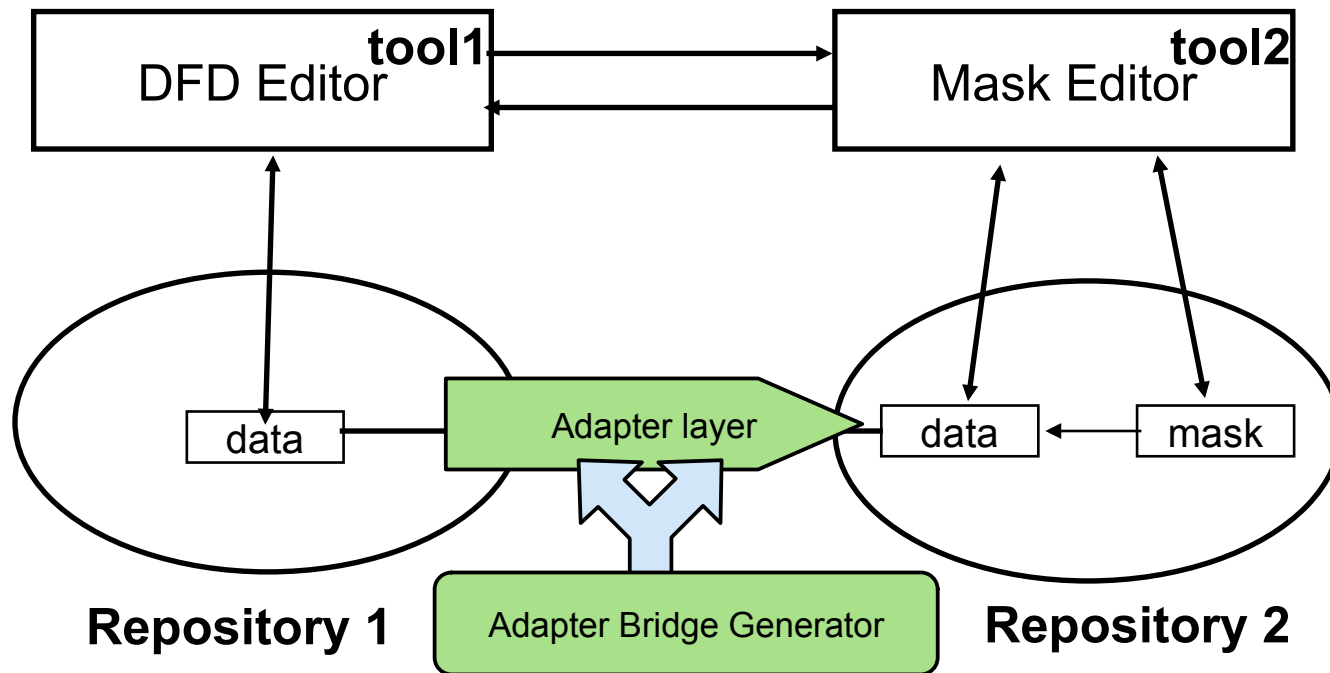 tool1
DFD Editor
tool2
Mask Editor
data
Adapter layer
data
mask
Adapter Bridge Generator
Repository 1
Repository 2